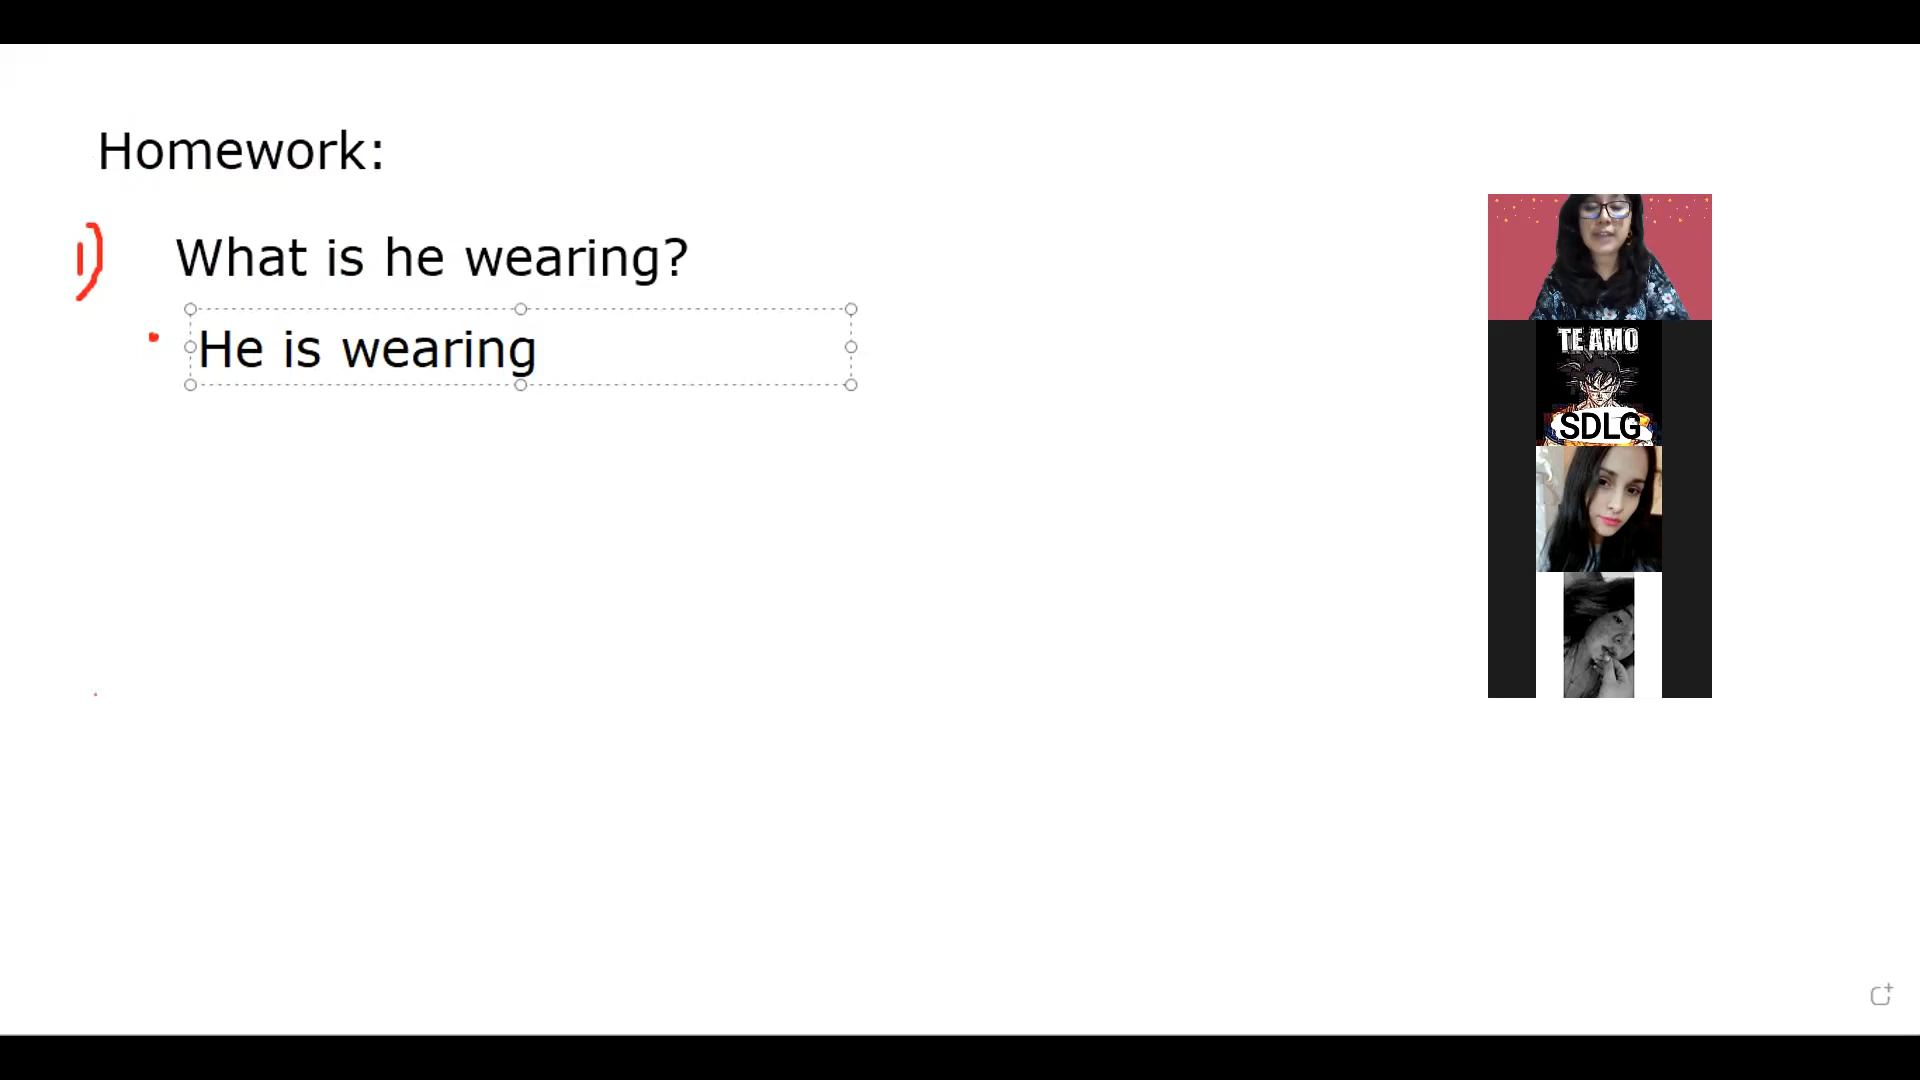 Homework:
1) What is he wearing?
He is wearing
TE AMO
SDLG